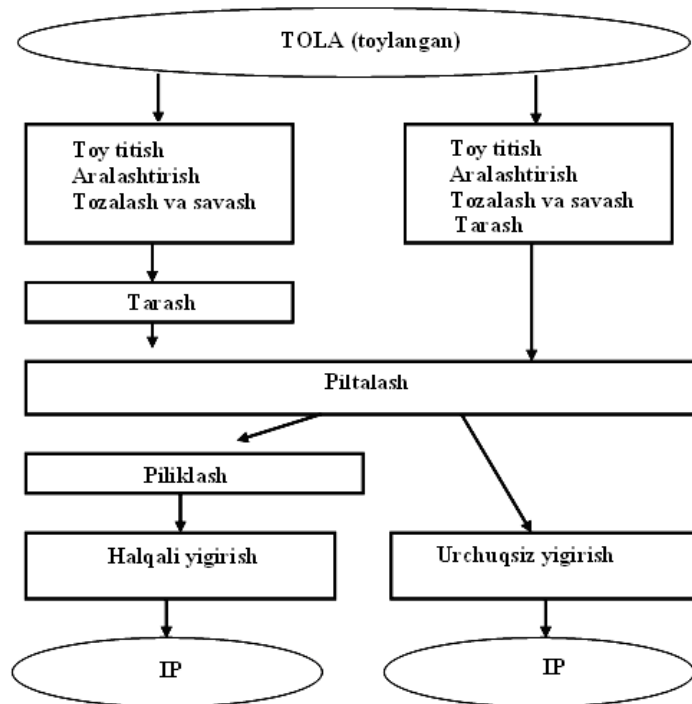 TOLA (toylangan)
Toy titish
Aralashtirish
Tozalash va savash
Toy titish
Aralashtirish
Tozalash va savash
Tarash
Tarash
Piltalash
Piliklash
Halqali yigirish
Urchuqsiz yigirish
IP
IP